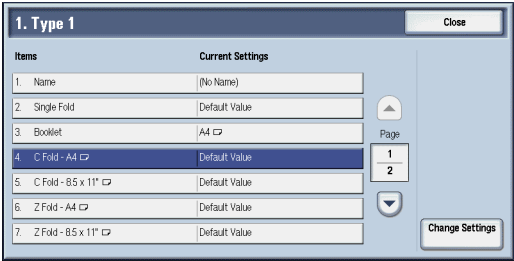 1. Type 1
Close
Items Current Settings
1. Name (No Name)
2. Single Fold Default Value
3. Booklet A4
4. C Fold - A4 Default Value
5. C Fold - 8.5 x 11" Default Value
6. Z Fold - A4 Default Value
7. Z Fold - 8.5 x 11" Default Value
Page
1
2
Change Settings